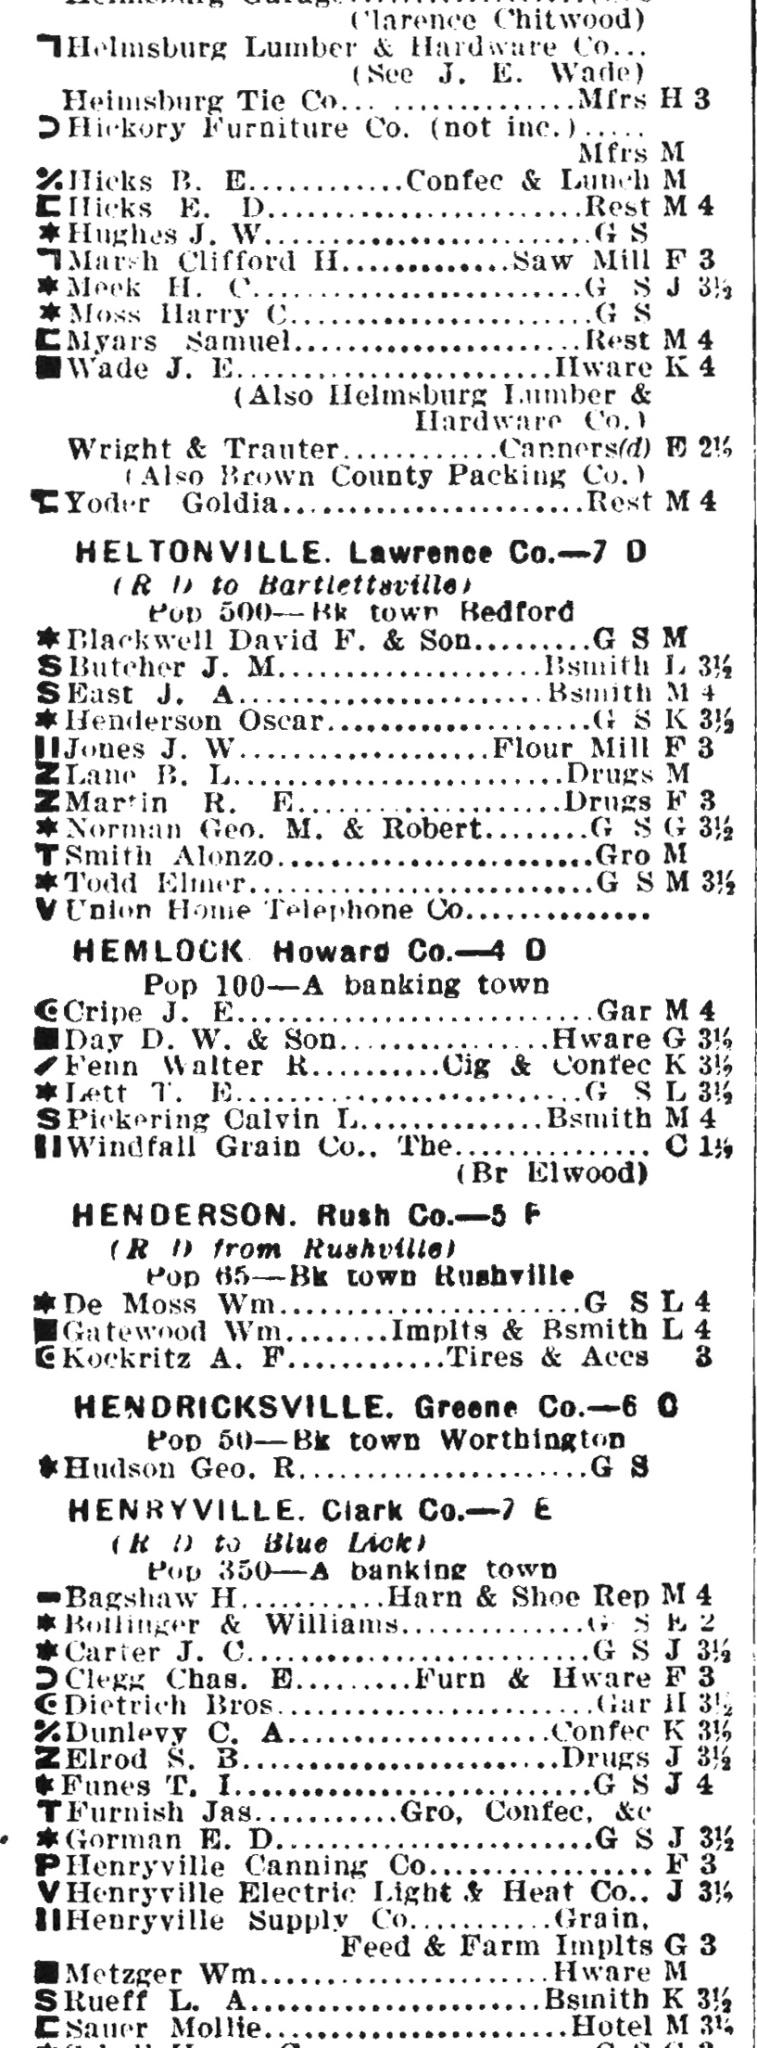 (Clarence Chitwood)
Helmsburg Lumber & Hardware Co...
(See J. E. Wade)
Helmsburg Tie Co... ..............Mfrs H 3
Hickory Furniture Co. (not inc.).....
Mfrs M
Hicks B. E............Confec & Lunch M
Hicks E. D........................Rest M 4
Hughes J. W.........................G S
Marsh Clifford H.............Saw Mill F 3
Meek H. C.........................G S J 3½
Moss Harry C.......................G S
Myars Samuel......................Rest M 4
Wade J. E........................Hware K 4
(Also Helmsburg Lumber &
Hardware Co.)
Wright & Trauter............Canners(d) E 2½
(Also Brown County Packing Co.)
Yoder Goldia.......................Rest M 4
HELTONVILLE. Lawrence Co.—7 D
(R D to Bartlettsville)
Pop 500—Bk town Bedford
Blackwell David F. & Son.........G S M
Butcher J. M....................Bsmith L 3½
East J. A.......................Bsmith M 4
Henderson Oscar....................G S K 3½
Jones J. W...................Flour Mill F 3
Lane B. L.........................Drugs M
Martin R. E....................Drugs F 3
Norman Geo. M. & Robert........G S G 3½
Smith Alonzo........................Gro M
Todd Elmer..........................G S M 3½
Union Home Telephone Co..............
HEMLOCK Howard Co.—4 D
Pop 100—A banking town
Cripe J. E...........................Gar M 4
Day D. W. & Son................Hware G 3½
Fenn Walter R..........Cig & Confec K 3½
Lett T. E...........................G S L 3½
Pickering Calvin L..............Bsmith M 4
Windfall Grain Co., The............... C 1½
(Br Elwood)
HENDERSON. Rush Co.—5 F
(R D from Rushville)
Pop 65—Bk town Rushville
De Moss Wm.......................G S L 4
Gatewood Wm........Implts & Bsmith L 4
Kockritz A. F............Tires & Accs 3
HENDRICKSVILLE. Greene Co.—6 C
Pop 50—Bk town Worthington
Hudson Geo. R......................G S
HENRYVILLE. Clark Co.—7 E
(R D to Blue Lick)
Pop 350—A banking town
Bagshaw H...........Harn & Shoe Rep M 4
Bollinger & Williams..............G S E 2
Carter J. C..........................G S J 3½
Clegg Chas. E.........Furn & Hware F 3
Dietrich Bros.......................Gar H 3½
Dunlevy C. A....................Confec K 3½
Elrod S. B........................Drugs J 3½
Funes T. I...........................G S J 4
Furnish Jas...........Gro, Confec, &c
Gorman E. D........................G S J 3½
Henryville Canning Co................. F 3
Henryville Electric Light & Heat Co.. J 3½
Henryville Supply Co...........Grain,
Feed & Farm Implts G 3
Metzger Wm......................Hware M
Rueff L. A......................Bsmith K 3½
Sauer Mollie......................Hotel M 3½